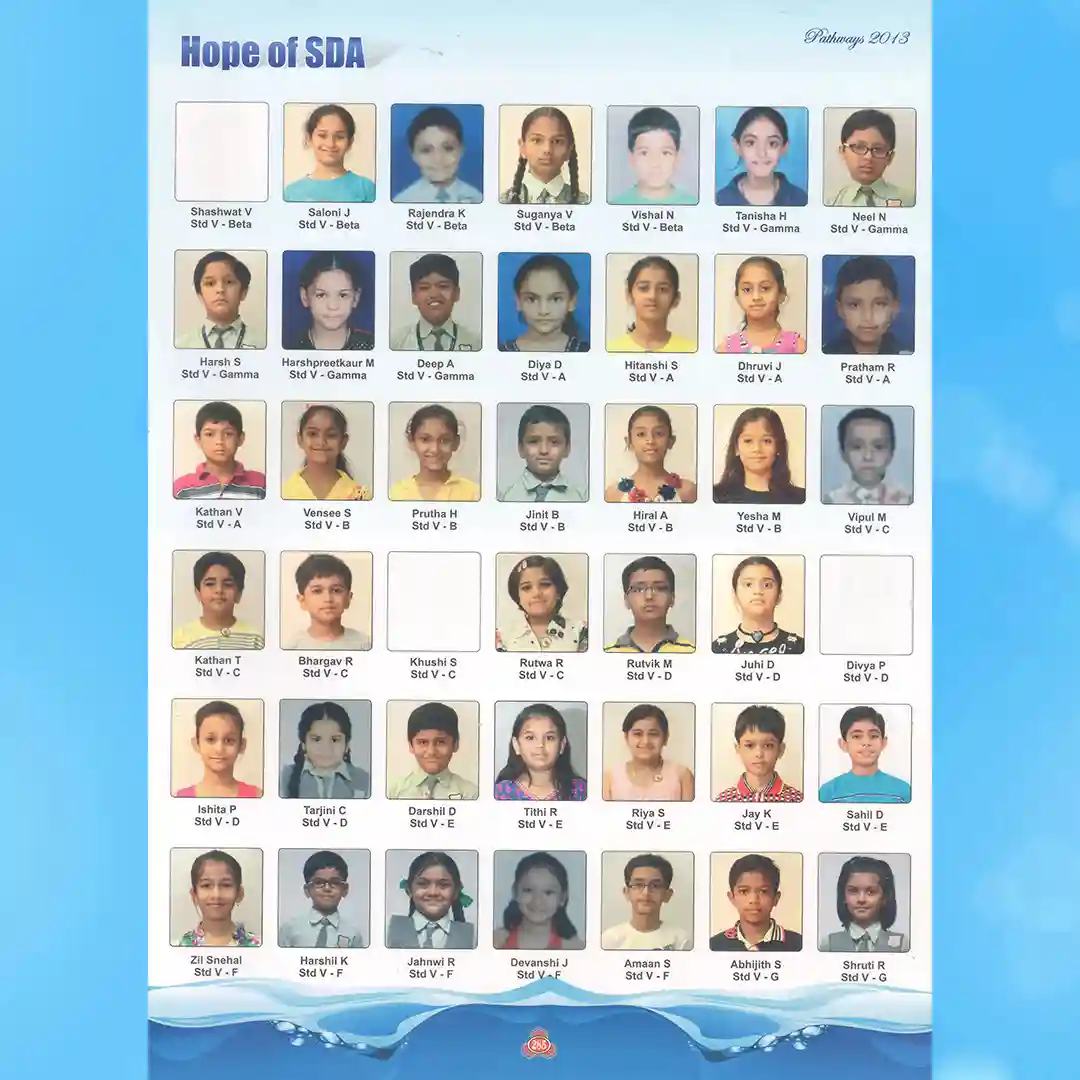 Hope of SDA
Pathways 2013
Shashwat V
Std V - Beta
Saloni J
Std V - Beta
Rajendra K
Std V - Beta
Suganya V
Std V - Beta
Vishal N
Std V - Beta
Tanisha H
Std V - Gamma
Neel N
Std V - Gamma
Harsh S
Std V - Gamma
Harshpreetkaur M
Std V - Gamma
Deep A
Std V - Gamma
Diya D
Std V - A
Hitanshi S
Std V - A
Dhruvi J
Std V - A
Pratham R
Std V - A
Kathan V
Std V - A
Vensee S
Std V - B
Prutha H
Std V - B
Jinit B
Std V - B
Hiral A
Std V - B
Yesha M
Std V - B
Vipul M
Std V - C
Kathan T
Std V - C
Bhargav R
Std V - C
Khushi S
Std V - C
Rutwa R
Std V - C
Rutvik M
Std V - D
Juhi D
Std V - D
Divya P
Std V - D
Ishita P
Std V - D
Tarjini C
Std V - D
Darshil D
Std V - E
Tithi R
Std V - E
Riya S
Std V - E
Jay K
Std V - E
Sahil D
Std V - E
Zil Snehal
Std V - F
Harshil K
Std V - F
Jahnwi R
Std V - F
Devanshi J
Std V - F
Amaan S
Std V - F
Abhijith S
Std V - G
Shruti R
Std V - G
285